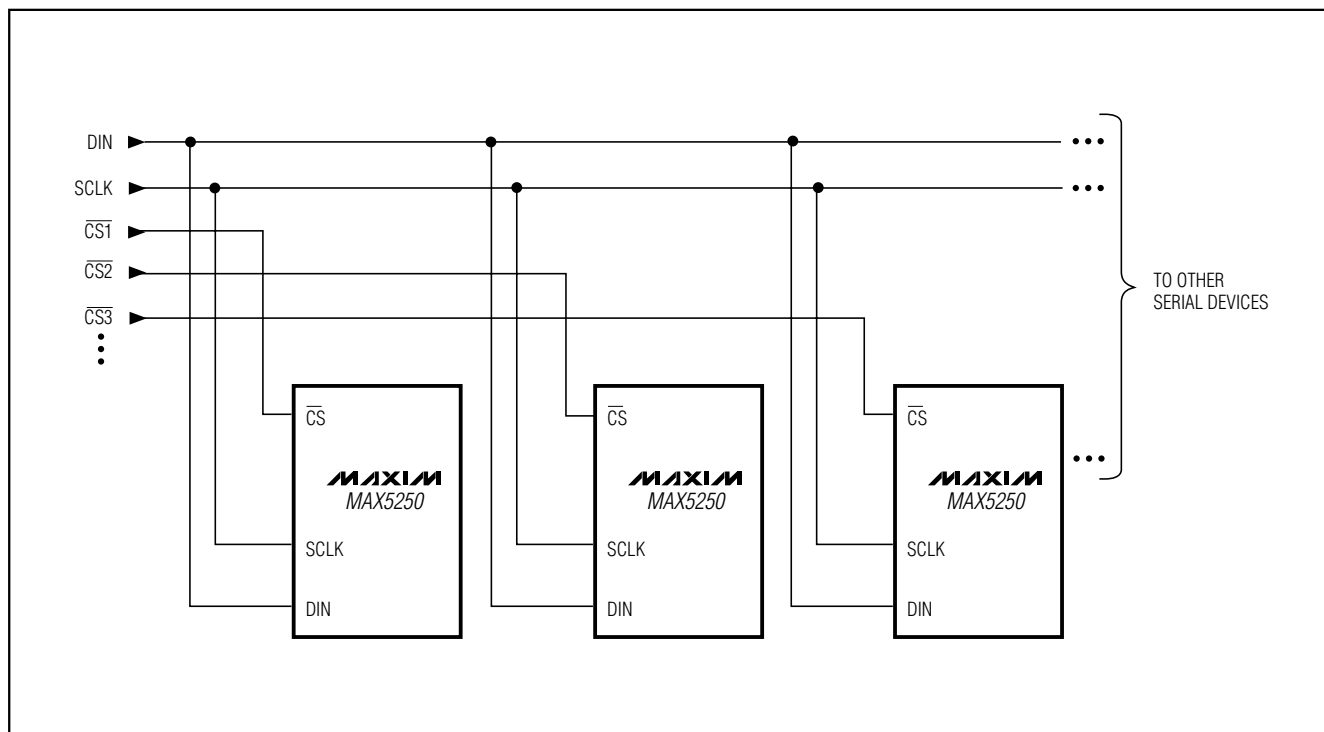 DIN
SCLK
CS1
CS2
CS3
TO OTHER
SERIAL DEVICES
CS
MAXIM
MAX5250
SCLK
DIN
CS
MAXIM
MAX5250
SCLK
DIN
CS
MAXIM
MAX5250
SCLK
DIN